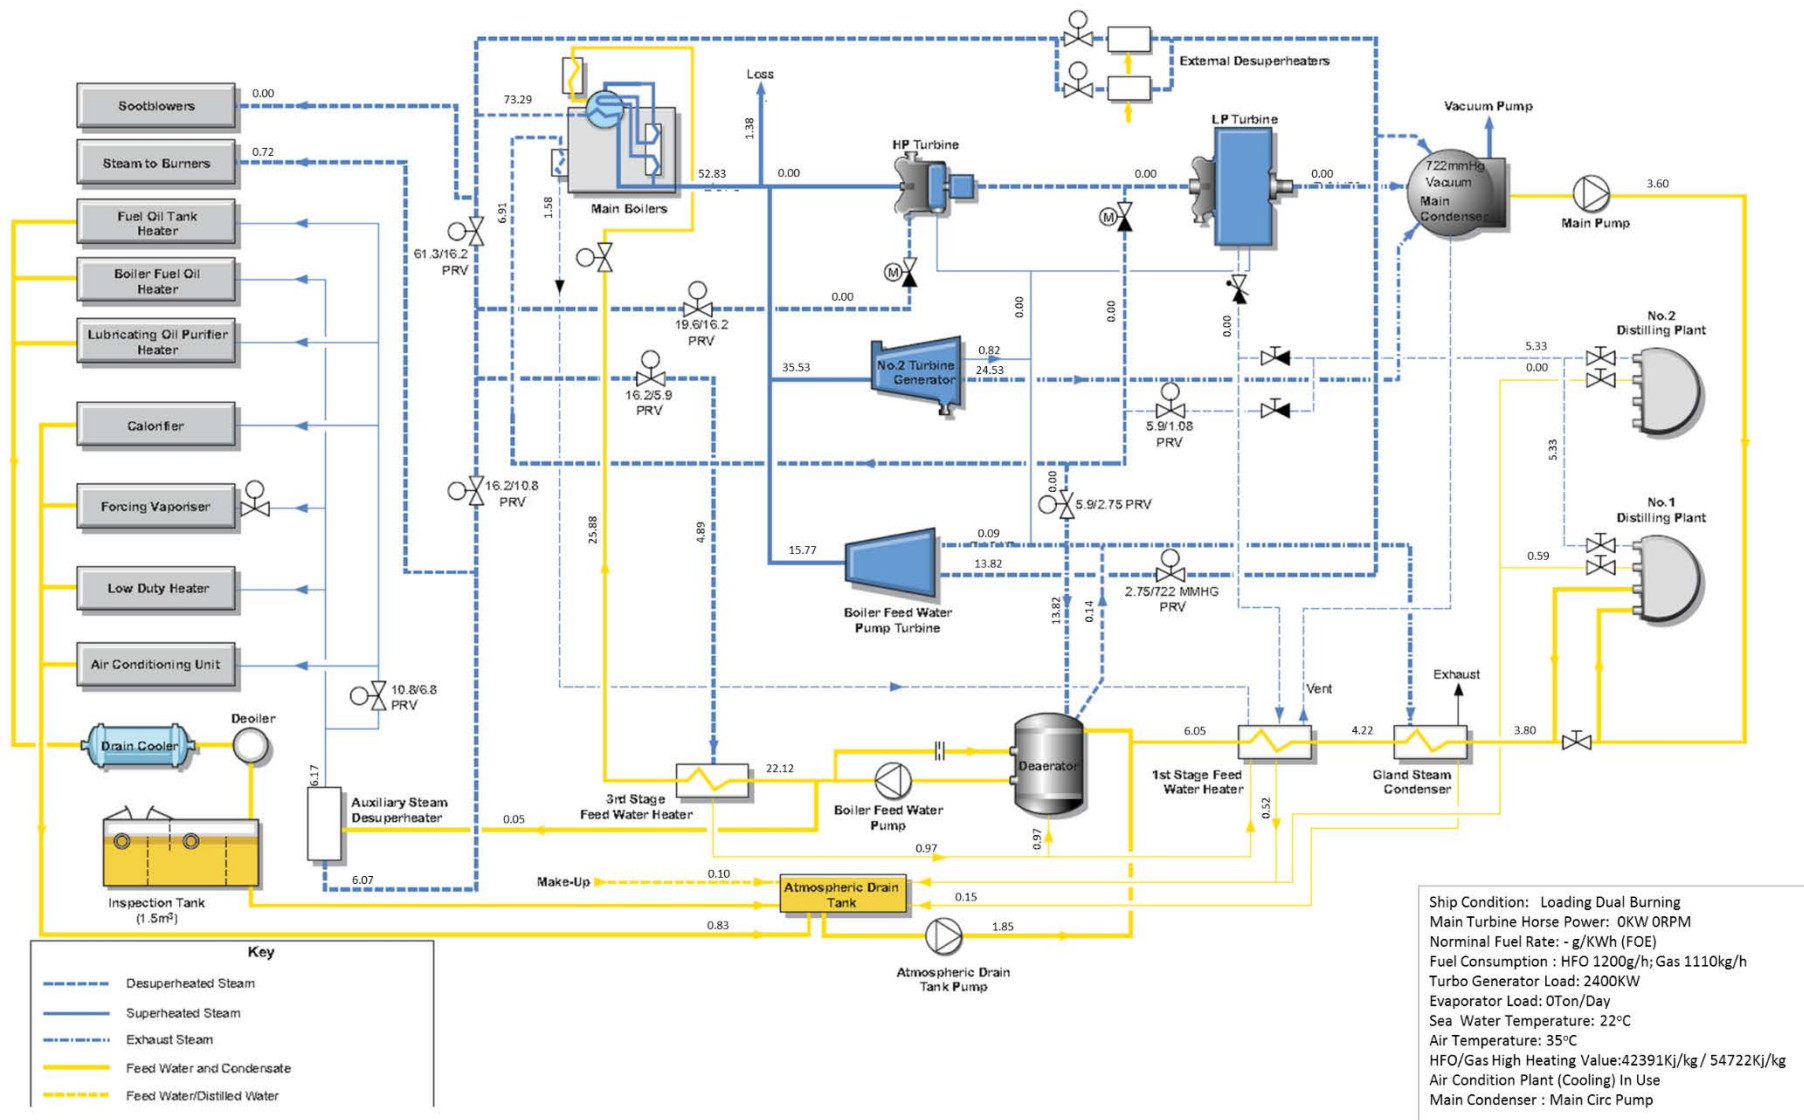 Sootblowers
0.00
Steam to Burners
0.72
Fuel Oil Tank
Heater
Boiler Fuel Oil
Heater
Lubricating Oil Purifier
Heater
Calorifier
Forcing Vaporiser
Low Duty Heater
Air Conditioning Unit
10.8/6.8
PRV
Drain Cooler
Deoiler
Inspection Tank
(1.5m³)
6.17
Auxiliary Steam
Desuperheater
6.07
0.05
73.29
61.3/16.2
PRV
6.91
1.58
Main Boilers
52.83
Loss
1.38
0.00
HP Turbine
External Desuperheaters
LP Turbine
0.00
0.00
Vacuum Pump
722mmHg
Vacuum
Main
Condenser
Main Pump
3.60
M
M
19.6/16.2
PRV
0.00
0.00
0.00
0.00
16.2/5.9
PRV
35.53
No.2 Turbine
Generator
0.82
24.53
5.9/1.08
PRV
5.33
0.00
5.33
No.2
Distilling Plant
No.1
Distilling Plant
0.59
16.2/10.8
PRV
25.88
4.89
0.00
5.9/2.75 PRV
15.77
0.09
13.82
Boiler Feed Water
Pump Turbine
2.75/722 MMHG
PRV
13.82
0.14
Vent
Exhaust
Deaerator
6.05
4.22
3.80
1st Stage Feed
Water Heater
Gland Steam
Condenser
0.52
22.12
3rd Stage
Feed Water Heater
Boiler Feed Water
Pump
0.97
0.97
Make-Up
0.10
Atmospheric Drain
Tank
0.15
0.83
1.85
Atmospheric Drain
Tank Pump
Key
Desuperheated Steam
Superheated Steam
Exhaust Steam
Feed Water and Condensate
Feed Water/Distilled Water
Ship Condition: Loading Dual Burning
Main Turbine Horse Power: 0KW 0RPM
Norminal Fuel Rate: - g/KWh (FOE)
Fuel Consumption : HFO 1200g/h; Gas 1110kg/h
Turbo Generator Load: 2400KW
Evaporator Load: 0Ton/Day
Sea Water Temperature: 22°C
Air Temperature: 35°C
HFO/Gas High Heating Value:42391Kj/kg / 54722Kj/kg
Air Condition Plant (Cooling) In Use
Main Condenser : Main Circ Pump